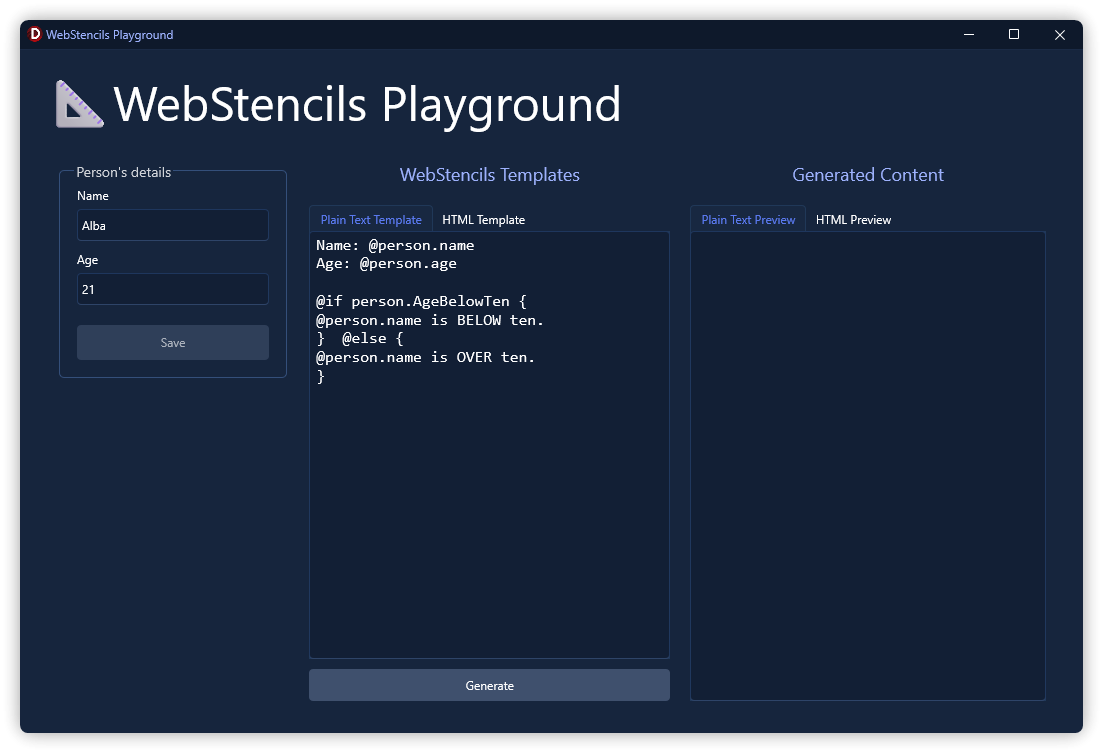 D WebStencils Playground
WebStencils Playground
Person's details
Name
Alba
Age
21
Save
WebStencils Templates
Plain Text Template HTML Template
Name: @person.name
Age: @person.age

@if person.AgeBelowTen {
@person.name is BELOW ten.
}  @else {
@person.name is OVER ten.
}
Generate
Generated Content
Plain Text Preview HTML Preview